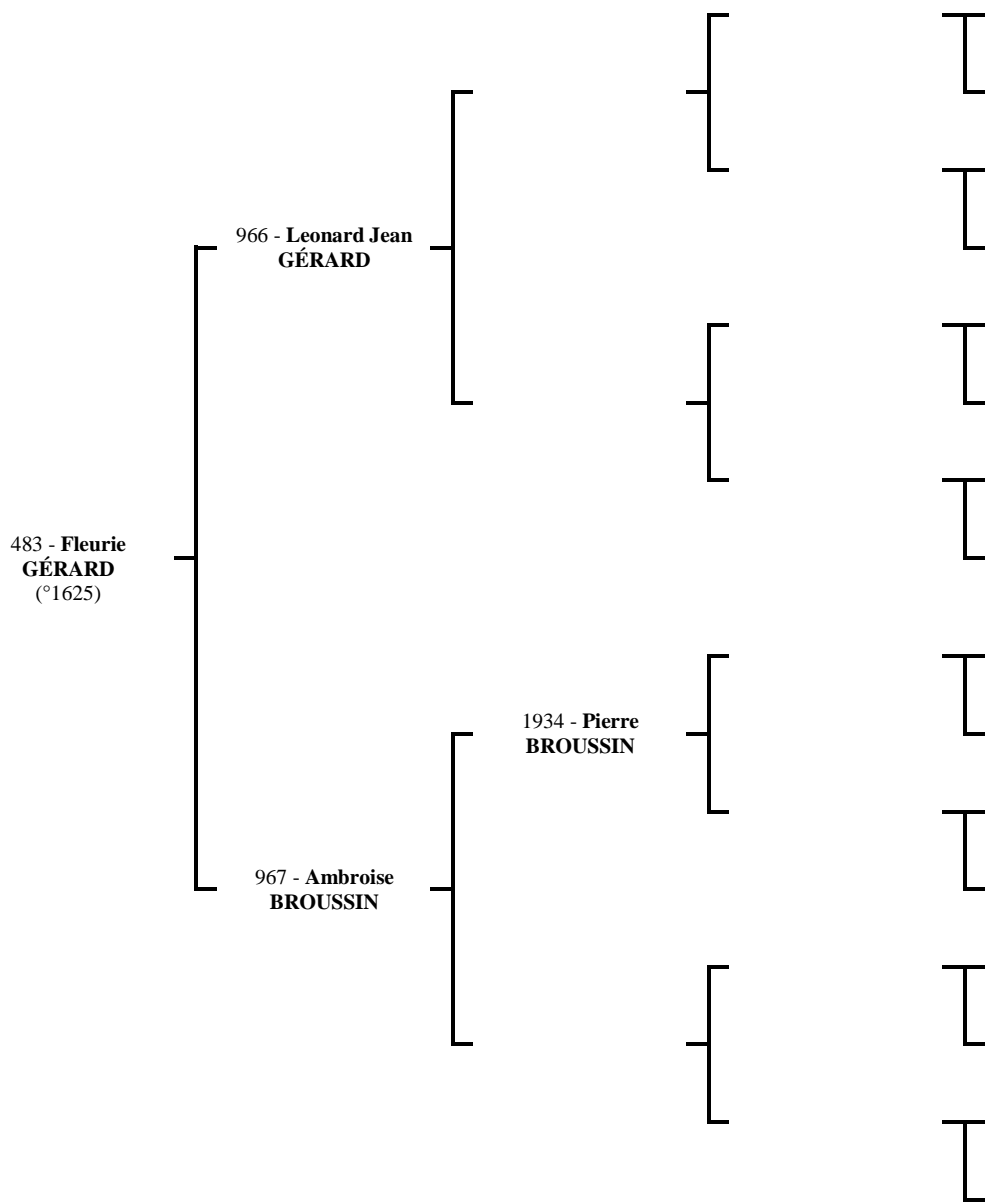 966 - Leonard Jean
GÉRARD
483 - Fleurie
GÉRARD
(°1625)
1934 - Pierre
BROUSSIN
967 - Ambroise
BROUSSIN